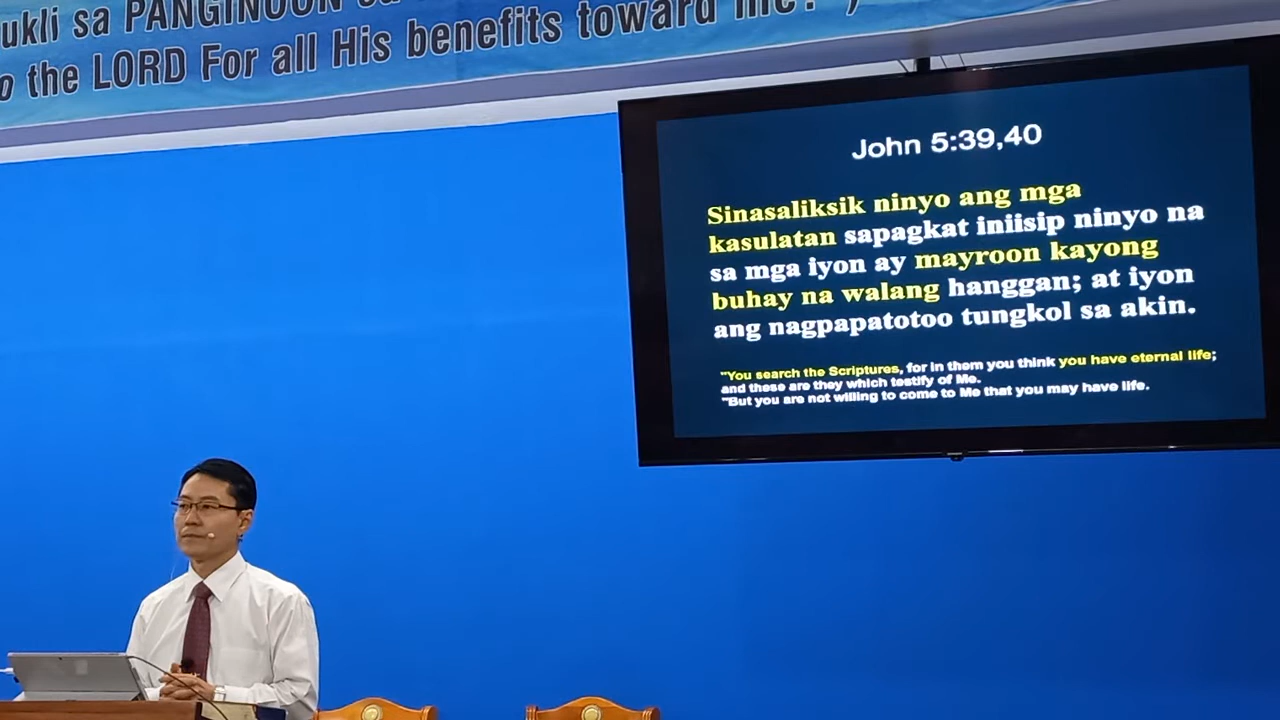 ukli sa PANGINOON
the LORD For all His benefits toward me?")
John 5:39,40
Sinasaliksik ninyo ang mga
kasulatan sapagkat iniisip ninyo na
sa mga iyon ay mayroon kayong
buhay na walang hanggan; at iyon
ang nagpapatotoo tungkol sa akin.
"You search the Scriptures, for in them you think you have eternal life;
and these are they which testify of Me.
"But you are not willing to come to Me that you may have life.